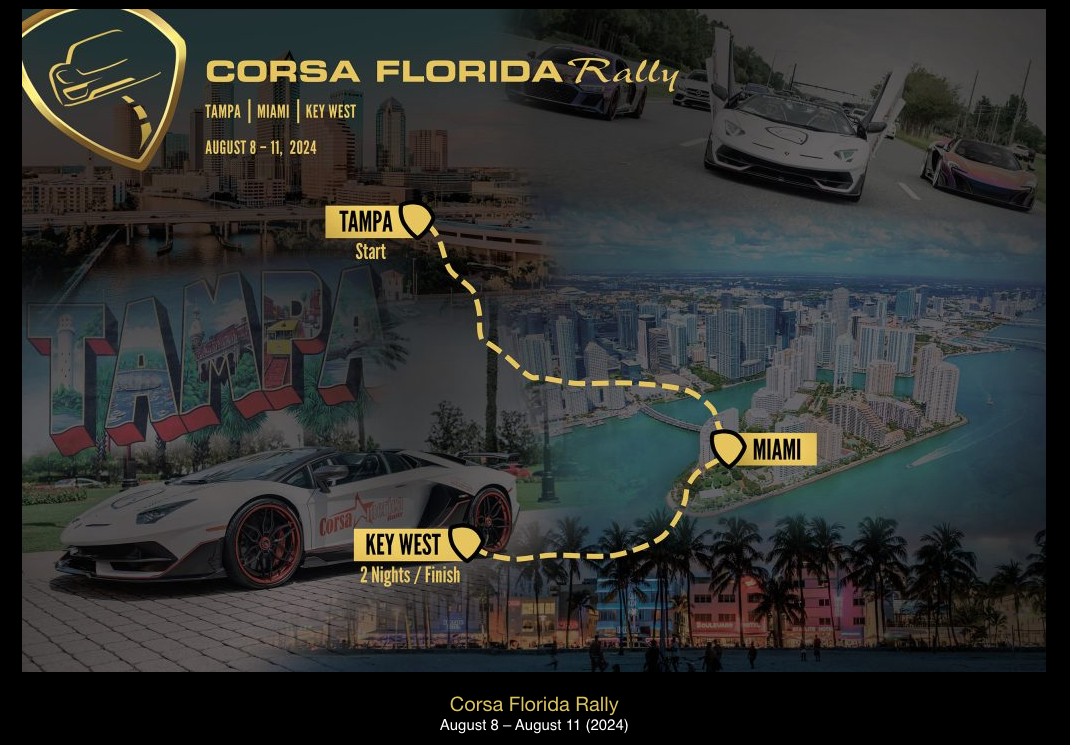 CORSA FLORIDA Rally
TAMPA | MIAMI | KEY WEST
AUGUST 8 – 11, 2024
TAMPA
Start
TAMPA
MIAMI
Corsa
KEY WEST
2 Nights / Finish
Corsa Florida Rally
August 8 – August 11 (2024)